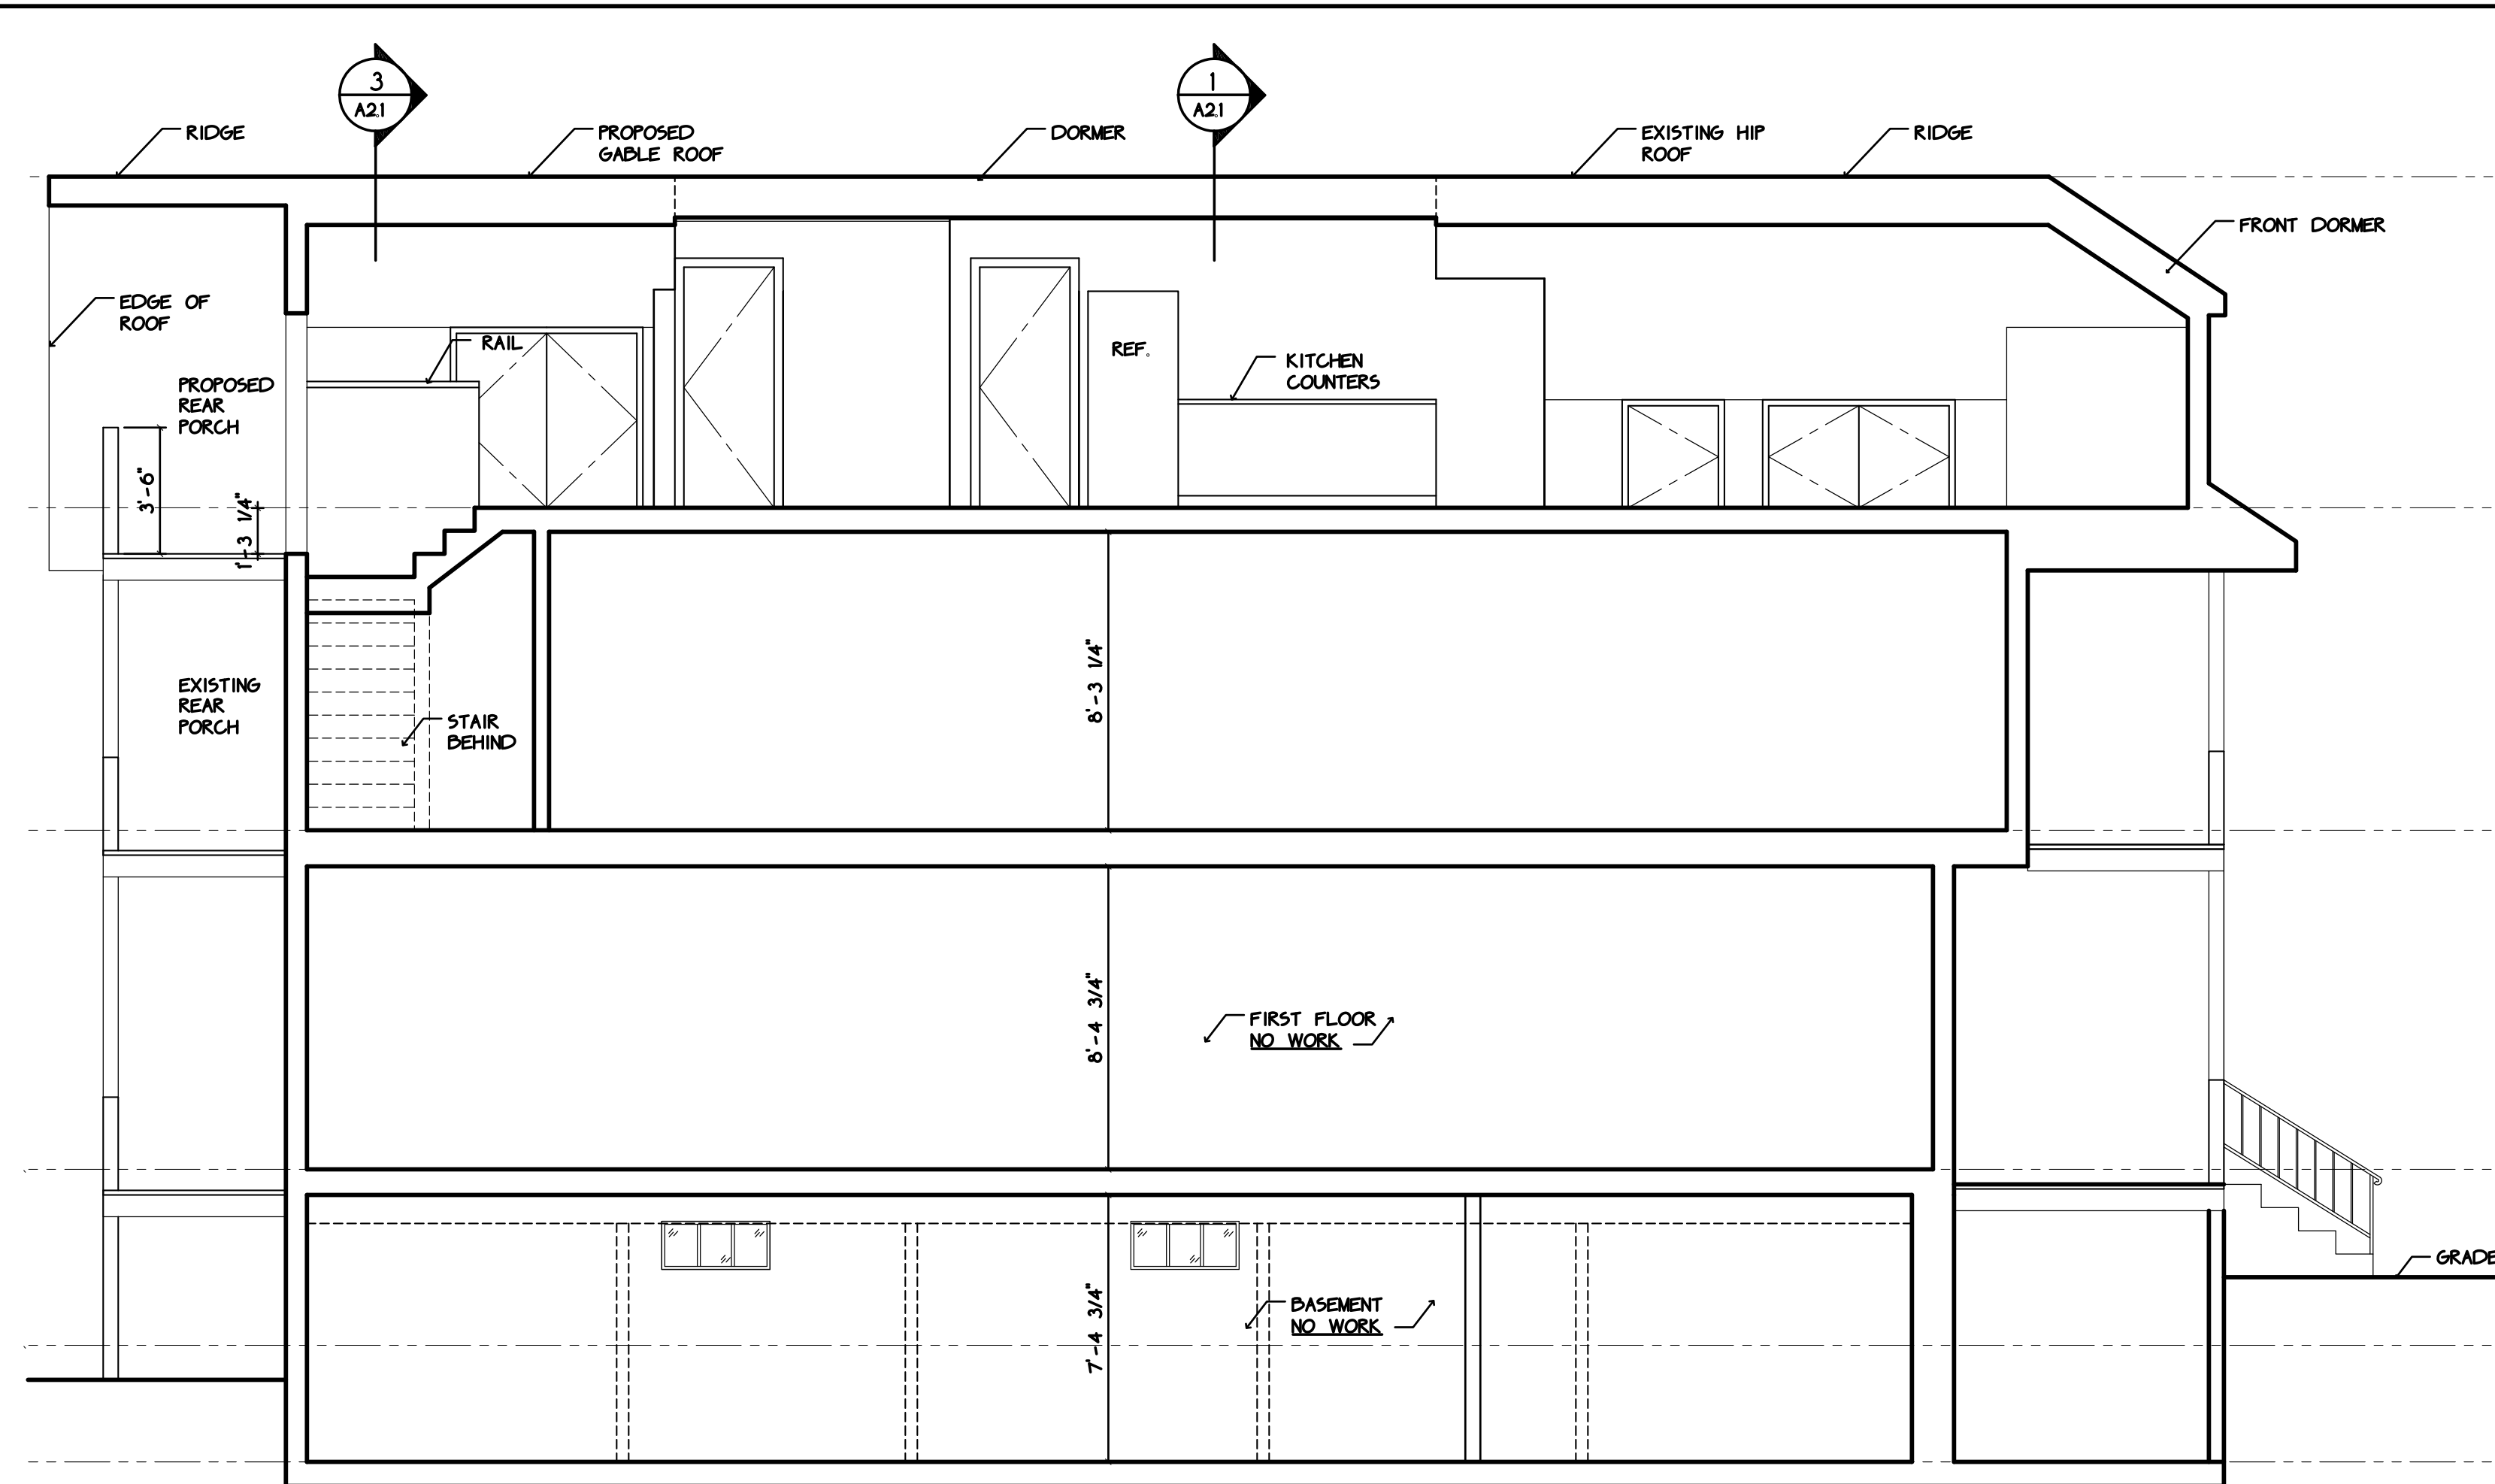 3
A2.1
1
A2.1
RIDGE
PROPOSED
GABLE ROOF
DORMER
EXISTING HIP
ROOF
RIDGE
FRONT DORMER
EDGE OF
ROOF
RAIL
REF.
KITCHEN
COUNTERS
PROPOSED
REAR
PORCH
3'-6"
1'-3 1/4"
8'-3 1/4"
EXISTING
REAR
PORCH
STAIR
BEHIND
8'-4 3/4"
FIRST FLOOR
NO WORK
GRADE
7'-4 3/4"
BASEMENT
NO WORK